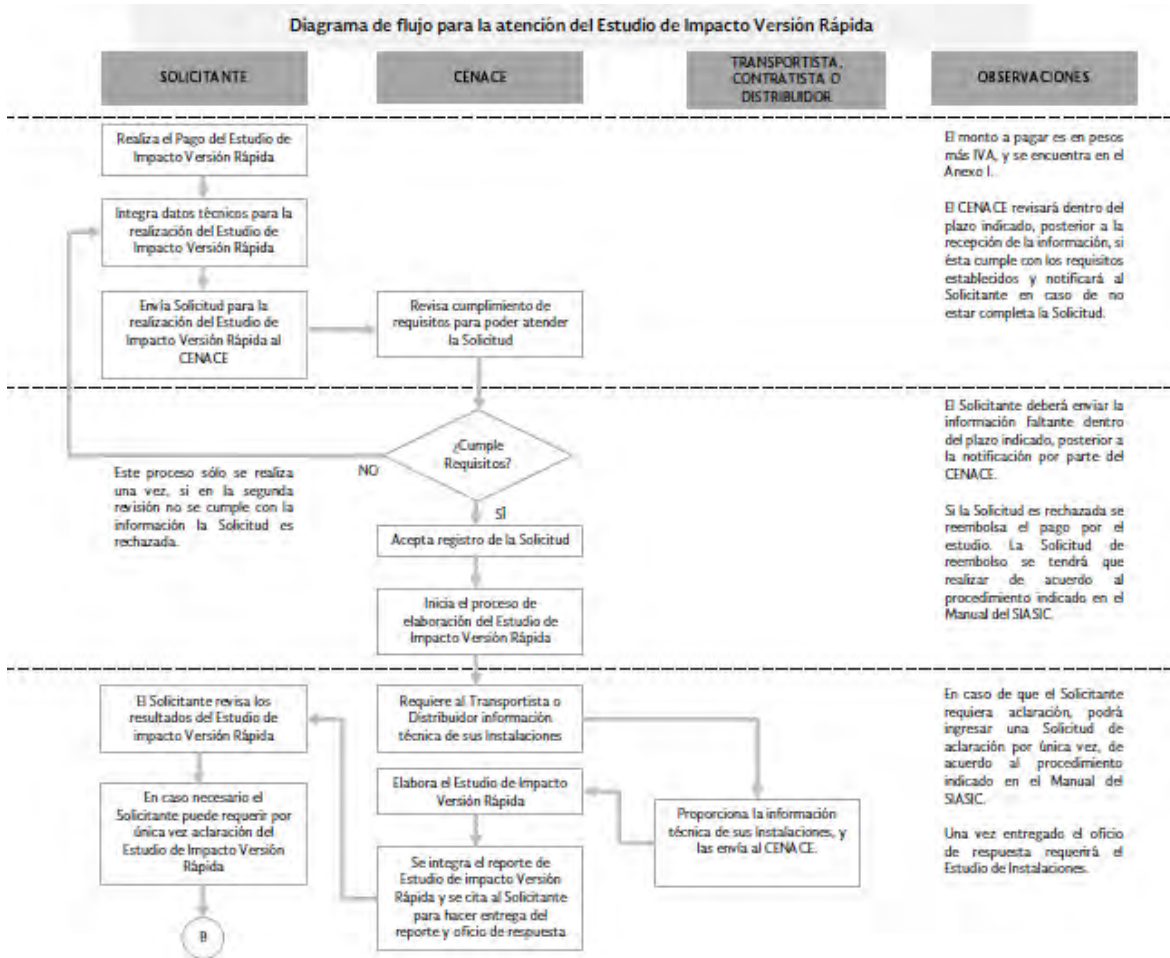 Diagrama de flujo para la atención del Estudio de Impacto Versión Rápida
SOLICITANTE
CENACE
TRANSPORTISTA,
CONTRATISTA O
DISTRIBUIDOR
OBSERVACIONES
Realiza el Pago del Estudio de
Impacto Versión Rápida
Integra datos técnicos para la
realización del Estudio de
Impacto Versión Rápida
Envía Solicitud para la
realización del Estudio de
Impacto Versión Rápida al
CENACE
Revisa cumplimiento de
requisitos para poder atender
la Solicitud
El monto a pagar es en pesos
más IVA, y se encuentra en el
Anexo I.
El CENACE revisará dentro del
plazo indicado, posterior a la
recepción de la información, si
ésta cumple con los requisitos
establecidos y notificará al
Solicitante en caso de no
estar completa la Solicitud.
¿Cumple
Requisitos?
NO
SÍ
Este proceso sólo se realiza
una vez, si en la segunda
revisión no se cumple con la
información la Solicitud es
rechazada.
Acepta registro de la Solicitud
Inicia el proceso de
elaboración del Estudio de
Impacto Versión Rápida
El Solicitante deberá enviar la
información faltante dentro
del plazo indicado, posterior a
la notificación por parte del
CENACE.
Si la Solicitud es rechazada se
reembolsa el pago por el
estudio. La Solicitud de
reembolso se tendrá que
realizar de acuerdo al
procedimiento indicado en el
Manual del SIASIC.
El Solicitante revisa los
resultados del Estudio de
impacto Versión Rápida
En caso necesario el
Solicitante puede requerir por
única vez aclaración del
Estudio de Impacto Versión
Rápida
B
Requiere al Transportista o
Distribuidor información
técnica de sus Instalaciones
Elabora el Estudio de Impacto
Versión Rápida
Se integra el reporte de
Estudio de impacto Versión
Rápida y se cita al Solicitante
para hacer entrega del
reporte y oficio de respuesta
Proporciona la información
técnica de sus Instalaciones, y
las envía al CENACE.
En caso de que el Solicitante
requiera aclaración, podrá
ingresar una Solicitud de
aclaración por única vez, de
acuerdo al procedimiento
indicado en el Manual del
SIASIC.
Una vez entregado el oficio
de respuesta requerirá el
Estudio de Instalaciones.